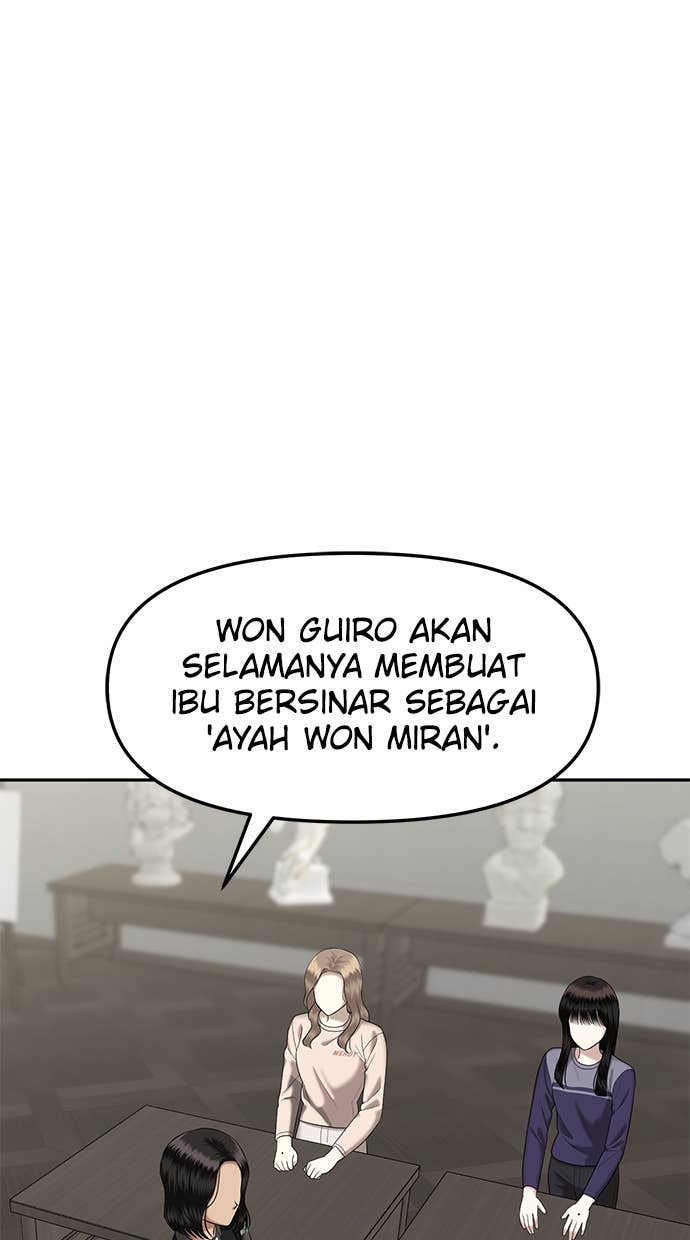 WON GUIRO AKAN
SELAMANYA MEMBUAT
IBU BERSINAR SEBAGAI
'AYAH WON MIRAN'.